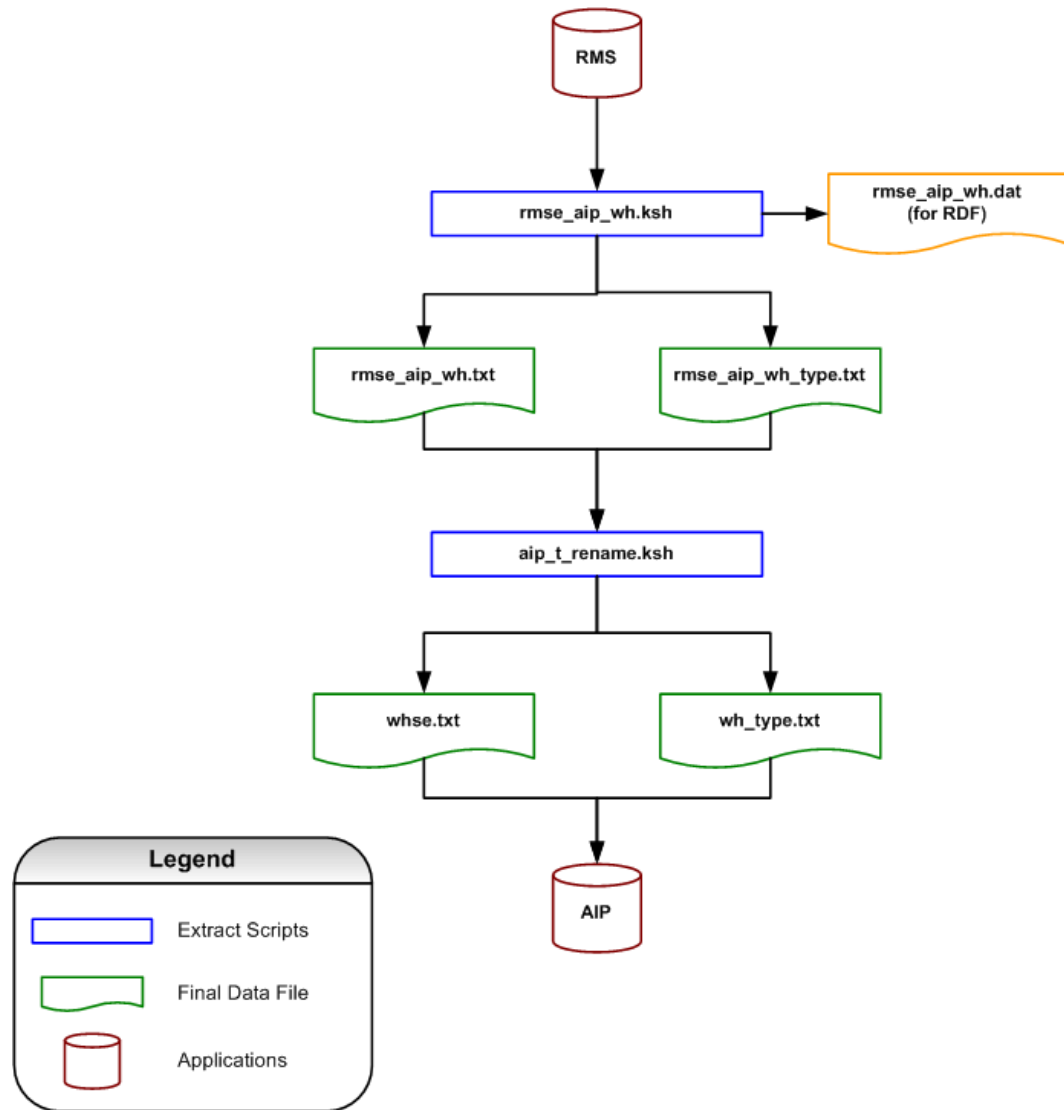 RMS
rmse_aip_wh.ksh
rmse_aip_wh.dat
(for RDF)
rmse_aip_wh.txt
rmse_aip_wh_type.txt
aip_t_rename.ksh
whse.txt
wh_type.txt
AIP
Legend
Extract Scripts
Final Data File
Applications